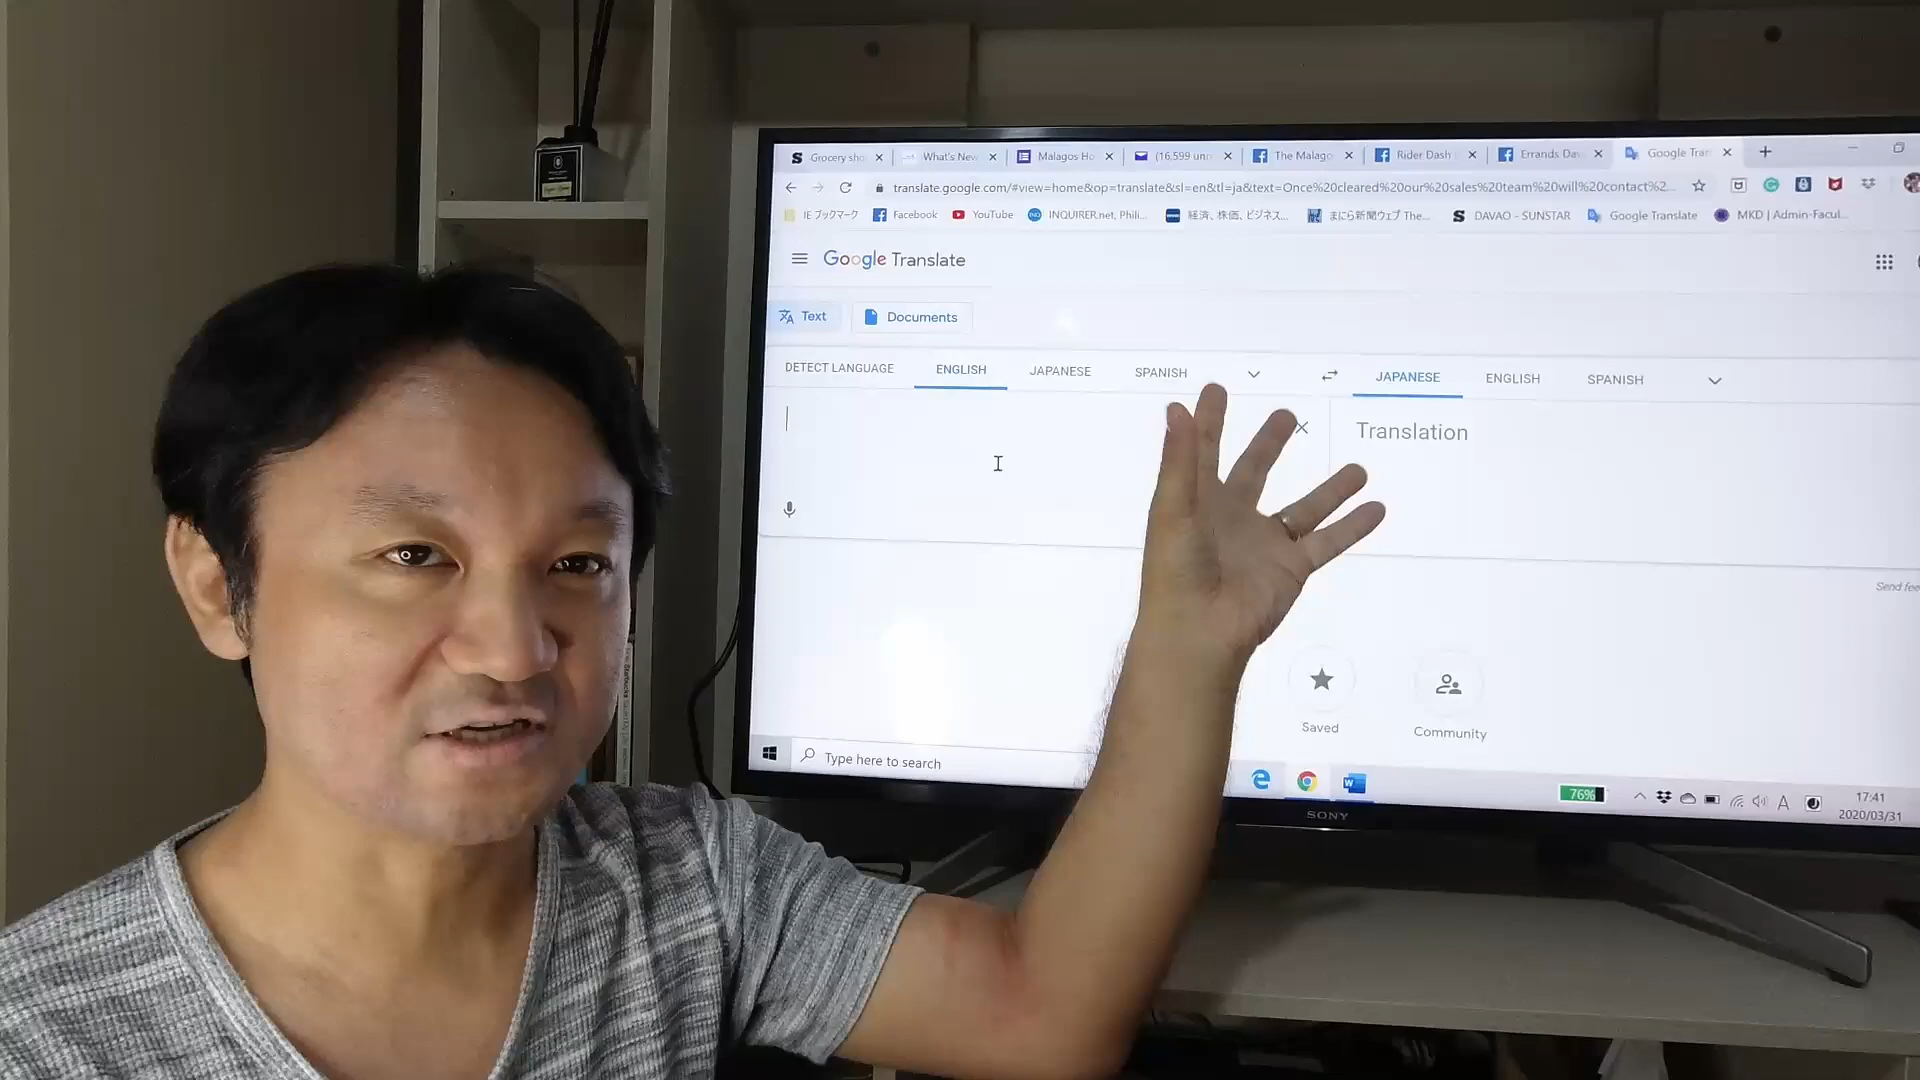 Grocery sho
What's New
Malagos Ho
(16,599 unr
The Malago
Rider Dash
Errands Dav
Google Tran
translate.google.com/#view=home&op=translate&sl=en&tl=ja&text=Once%20cleared%20our%20sales%20team%20will%20contact%2...
IE ブックマーク
Facebook
YouTube
INQUIRER.net, Phili...
経済、株価、ビジネス...
まにら新聞ウェブ The...
DAVAO - SUNSTAR
Google Translate
MKD | Admin-Facul...
Google Translate
Text
Documents
DETECT LANGUAGE
ENGLISH
JAPANESE
SPANISH
JAPANESE
ENGLISH
SPANISH
Translation
Send fee
Saved
Community
Type here to search
76%
A
17:41
2020/03/31
SONY